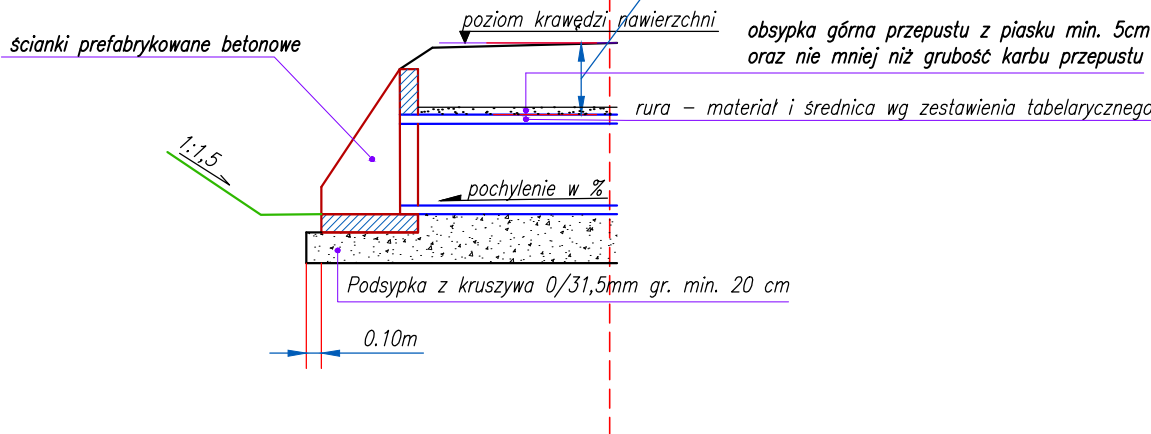 poziom krawędzi nawierzchni
obsypka górna przepustu z piasku min. 5cm
oraz nie mniej niż grubość karbu przepustu
ścianki prefabrykowane betonowe
rura – materiał i średnica wg zestawienia tabelarycznego
1:1,5
pochylenie w %
Podsypka z kruszywa 0/31,5mm gr. min. 20 cm
0.10m